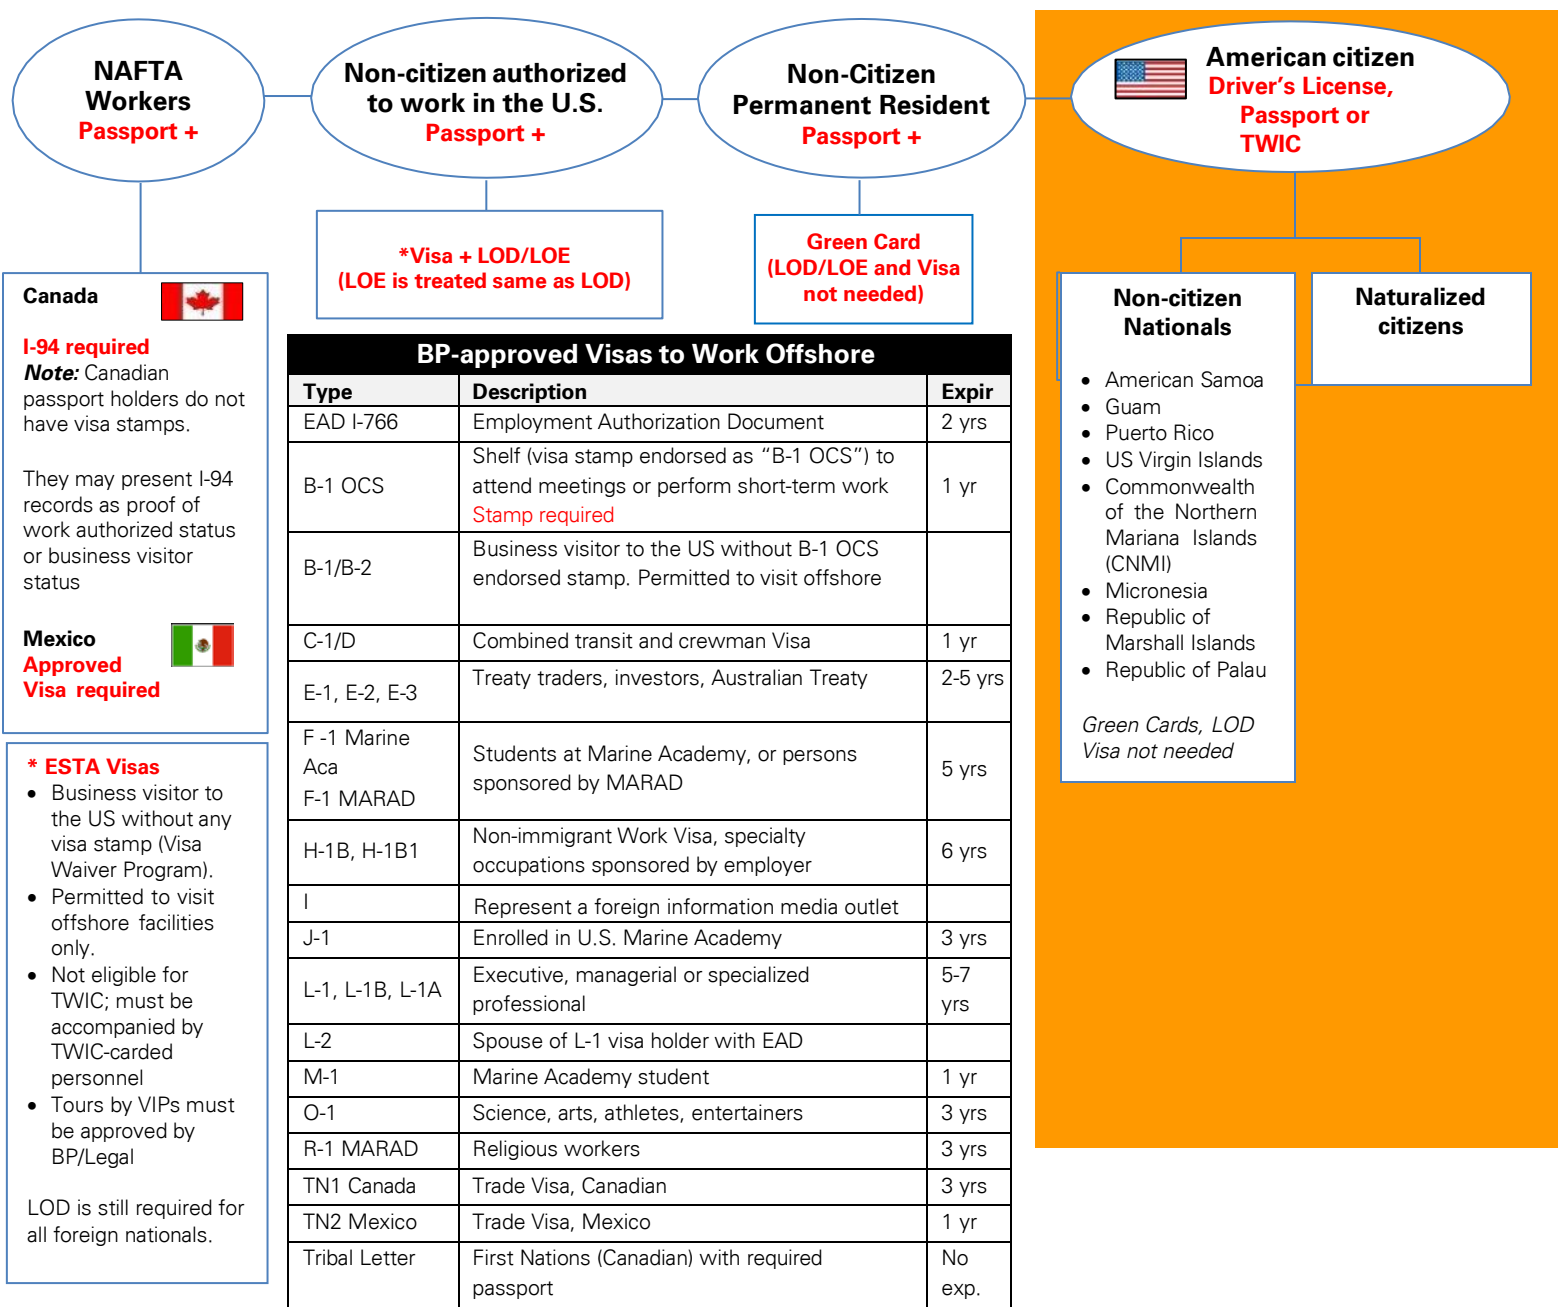 NAFTA
Workers
Passport +
Non-citizen authorized
to work in the U.S.
Passport +
Non-Citizen
Permanent Resident
Passport +
American citizen
Driver's License,
Passport or
TWIC
*Visa + LOD/LOE
(LOE is treated same as LOD)
Green Card
(LOD/LOE and Visa
not needed)
Canada
I-94 required
Note: Canadian
passport holders do not
have visa stamps.
They may present I-94
records as proof of
work authorized status
or business visitor
status
Mexico
Approved
Visa required
* ESTA Visas
• Business visitor to
the US without any
visa stamp (Visa
Waiver Program).
• Permitted to visit
offshore facilities
only.
• Not eligible for
TWIC; must be
accompanied by
TWIC-carded
personnel
• Tours by VIPs must
be approved by
BP/Legal
LOD is still required for
all foreign nationals.
BP-approved Visas to Work Offshore
Type Description Expir
EAD I-766 Employment Authorization Document 2 yrs
Shelf (visa stamp endorsed as “B-1 OCS”) to
B-1 OCS attend meetings or perform short-term work 1 yr
Stamp required
Business visitor to the US without B-1 OCS
B-1/B-2 endorsed stamp. Permitted to visit offshore
C-1/D Combined transit and crewman Visa 1 yr
E-1, E-2, E-3 Treaty traders, investors, Australian Treaty 2-5 yrs
F -1 Marine
Aca
F-1 MARAD
Students at Marine Academy, or persons
sponsored by MARAD
5 yrs
H-1B, H-1B1
Non-immigrant Work Visa, specialty
occupations sponsored by employer
6 yrs
I Represent a foreign information media outlet
J-1 Enrolled in U.S. Marine Academy 3 yrs
L-1, L-1B, L-1A
Executive, managerial or specialized
professional
5-7
yrs
L-2 Spouse of L-1 visa holder with EAD
M-1 Marine Academy student 1 yr
O-1 Science, arts, athletes, entertainers 3 yrs
R-1 MARAD Religious workers 3 yrs
TN1 Canada Trade Visa, Canadian 3 yrs
TN2 Mexico Trade Visa, Mexico 1 yr
Tribal Letter First Nations (Canadian) with required No
passport exp.
Non-citizen
Nationals
• American Samoa
• Guam
• Puerto Rico
• US Virgin Islands
• Commonwealth
of the Northern
Mariana Islands
(CNMI)
• Micronesia
• Republic of
Marshall Islands
• Republic of Palau
Green Cards, LOD
Visa not needed
Naturalized
citizens